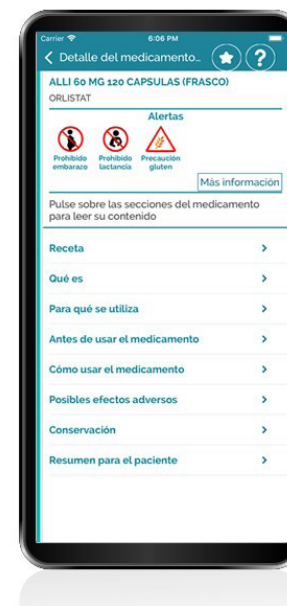 Carrier 6:06 PM
Detalle del medicamento... ?
ALLI 60 MG 120 CAPSULAS (FRASCO)
ORLISTAT
Alertas
Prohibido embarazo
Prohibido lactancia
Precaución gluten
Más información
Pulse sobre las secciones del medicamento
para leer su contenido
Receta
Qué es
Para qué se utiliza
Antes de usar el medicamento
Cómo usar el medicamento
Posibles efectos adversos
Conservación
Resumen para el paciente